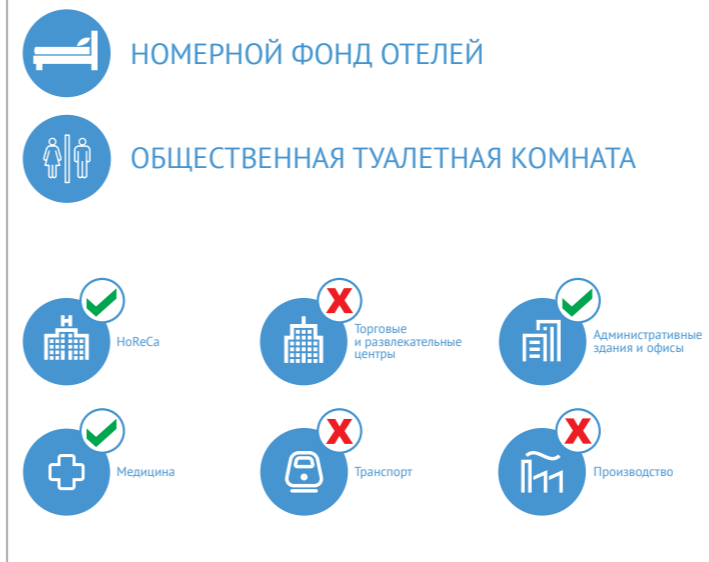 НОМЕРНОЙ ФОНД ОТЕЛЕЙ
ОБЩЕСТВЕННАЯ ТУАЛЕТНАЯ КОМНАТА
HoReCa
Торговые
и развлекательные
центры
Административные
здания и офисы
Медицина
Транспорт
Производство